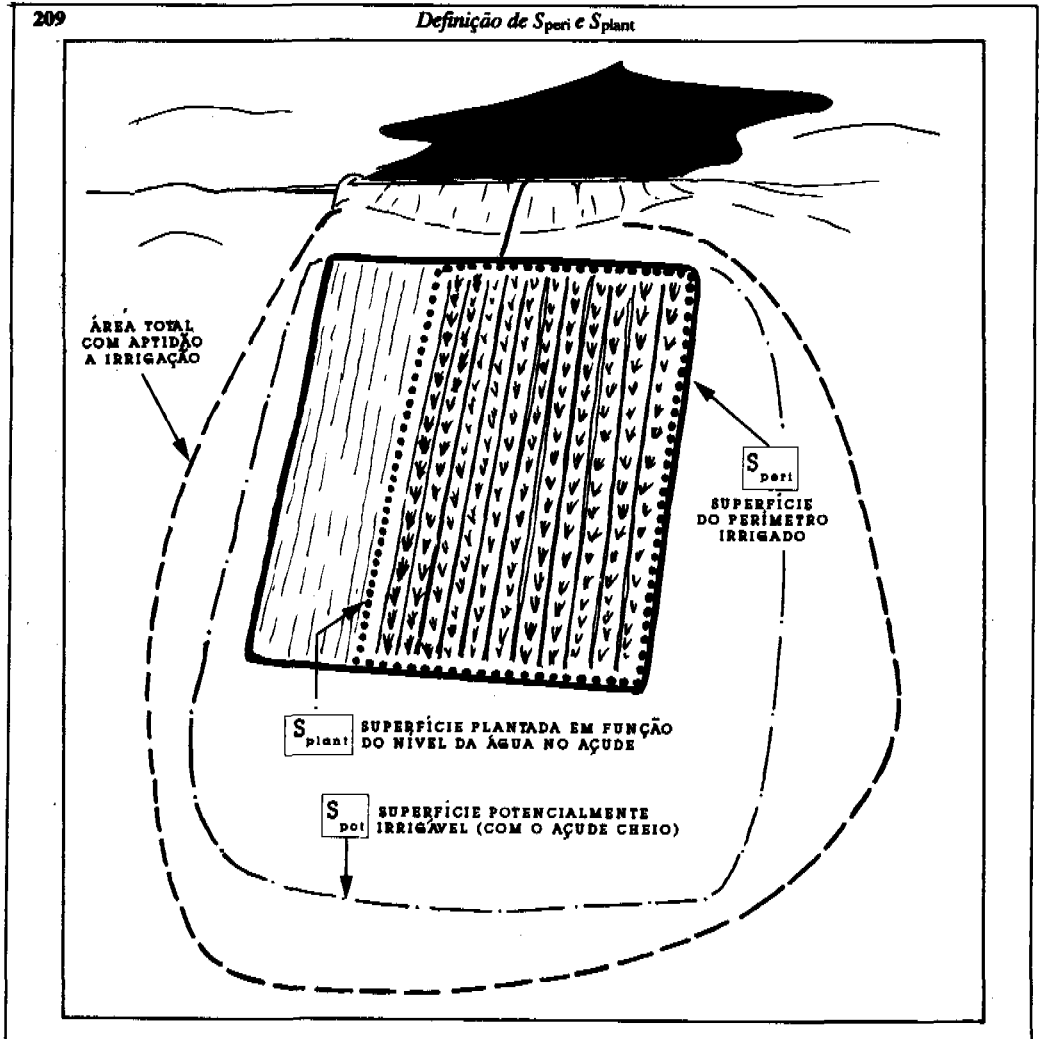 209
Definição de Speri e Splant
ÁREA TOTAL
COM APTIDÃO
A IRRIGAÇÃO
Speri
SUPERFÍCIE
DO PERÍMETRO
IRRIGADO
Splant
SUPERFÍCIE PLANTADA EM FUNÇÃO
DO NÍVEL DA ÁGUA NO AÇUDE
Spot
SUPERFÍCIE POTENCIALMENTE
IRRIGÁVEL (COM O AÇUDE CHEIO)